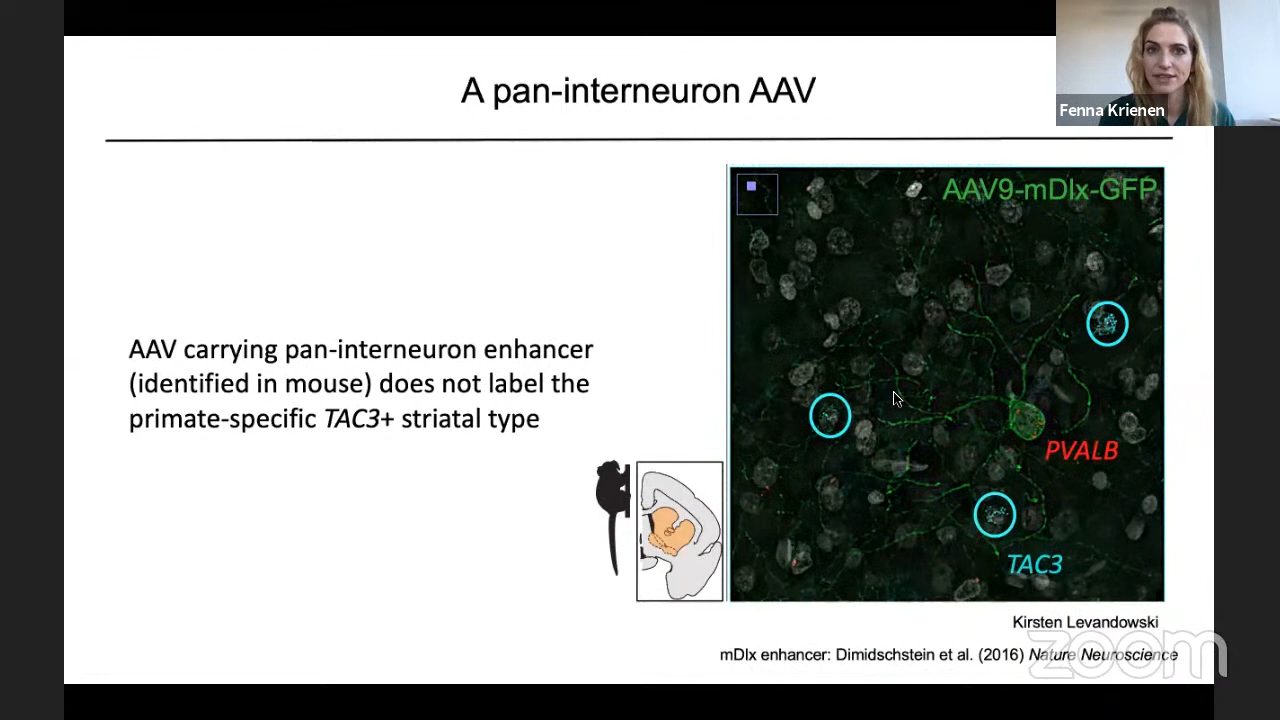 A pan-interneuron AAV
Fenna Krienen
AAV9-mDlx-GFP
AAV carrying pan-interneuron enhancer
(identified in mouse) does not label the
primate-specific TAC3+ striatal type
PVALB
TAC3
Kirsten Levandowski
mDlx enhancer: Dimidschstein et al. (2016) Nature Neuroscience
zoom